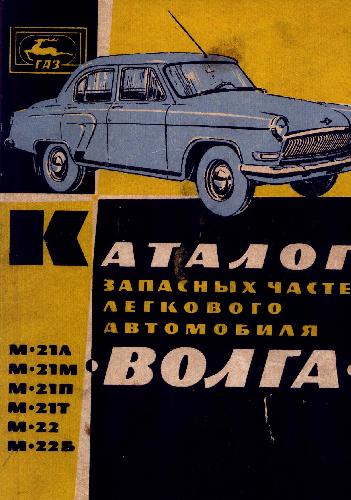 ГАЗ
КАТАЛОГ
ЗАПАСНЫХ ЧАСТЕ
ЛЕГКОВОГО
АВТОМОБИЛЯ
·ВОЛГА·
М·21Л
М·21М
М·21П
М·21Т
М·22
М·22Б